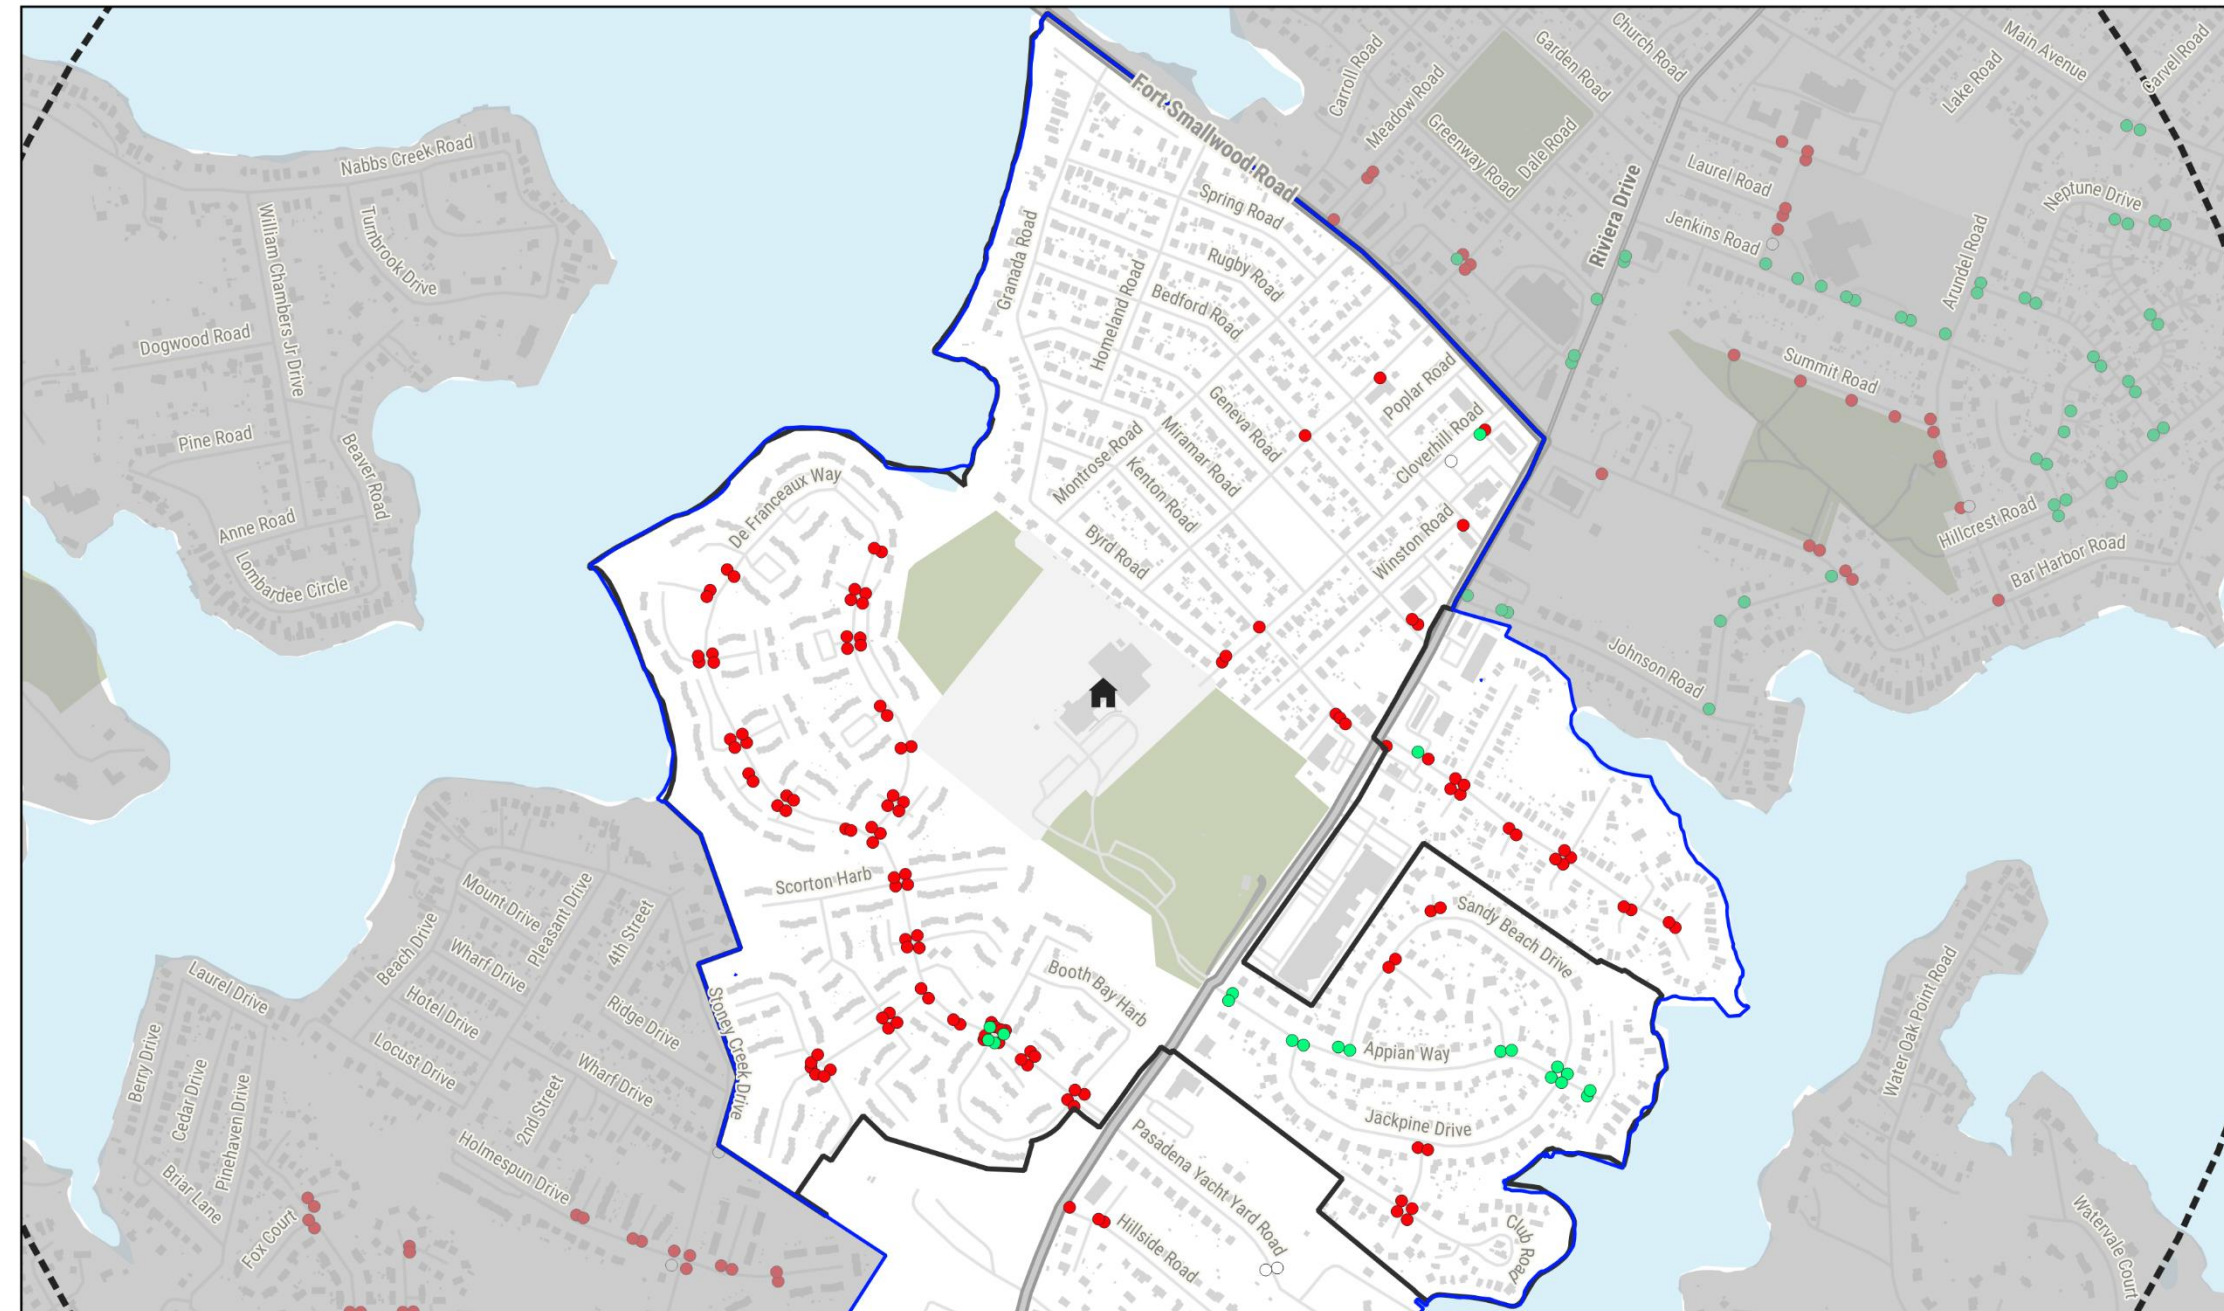 Nabbs Creek Road
William Chambers Jr Drive
Turnbrook Drive
Dogwood Road
Pine Road
Beaver Road
Anne Road
Lombardee Circle
Fort Smallwood Road
Carroll Road
Meadow Road
Greenway Road
Dale Road
Garden Road
Church Road
Main Avenue
Lake Road
Carvel Road
Laurel Road
Jenkins Road
Riviera Drive
Neptune Drive
Arundel Road
Summit Road
Hillcrest Road
Bar Harbor Road
Johnson Road
Spring Road
Granada Road
Homeland Road
Rugby Road
Bedford Road
Poplar Road
Geneva Road
Cloverhill Road
Miramar Road
Montrose Road
Kenton Road
Byrd Road
Winston Road
De Franceaux Way
Scorton Harb
Booth Bay Harb
Stoney Creek Drive
Mount Drive
Pleasant Drive
4th Street
Beach Drive
Wharf Drive
Laurel Drive
Hotel Drive
Ridge Drive
Locust Drive
Wharf Drive
2nd Street
Berry Drive
Cedar Drive
Pinehaven Drive
Briar Lane
Holmespun Drive
Fox Court
Sandy Beach Drive
Appian Way
Jackpine Drive
Pasadena Yacht Yard Road
Hillside Road
Club Road
Water Oak Point Road
Watervale Court